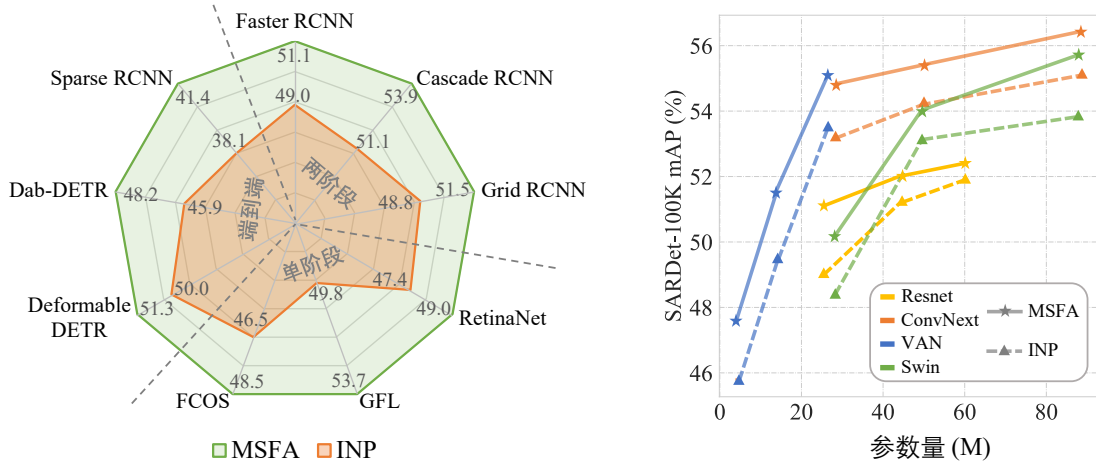 Faster RCNN
51.1
Sparse RCNN
Cascade RCNN
41.4
49.0
53.9
38.1
51.1
两阶段
Dab-DETR
48.2
45.9
端到端
48.8
51.5
Grid RCNN
单阶段
Deformable
DETR
50.0
51.3
47.4
49.0
RetinaNet
46.5
49.8
48.5
53.7
FCOS
GFL
MSFA
INP
SARDet-100K mAP (%)
56
54
52
50
48
46
Resnet
ConvNext
VAN
Swin
MSFA
INP
0
20
40
60
80
参数量 (M)